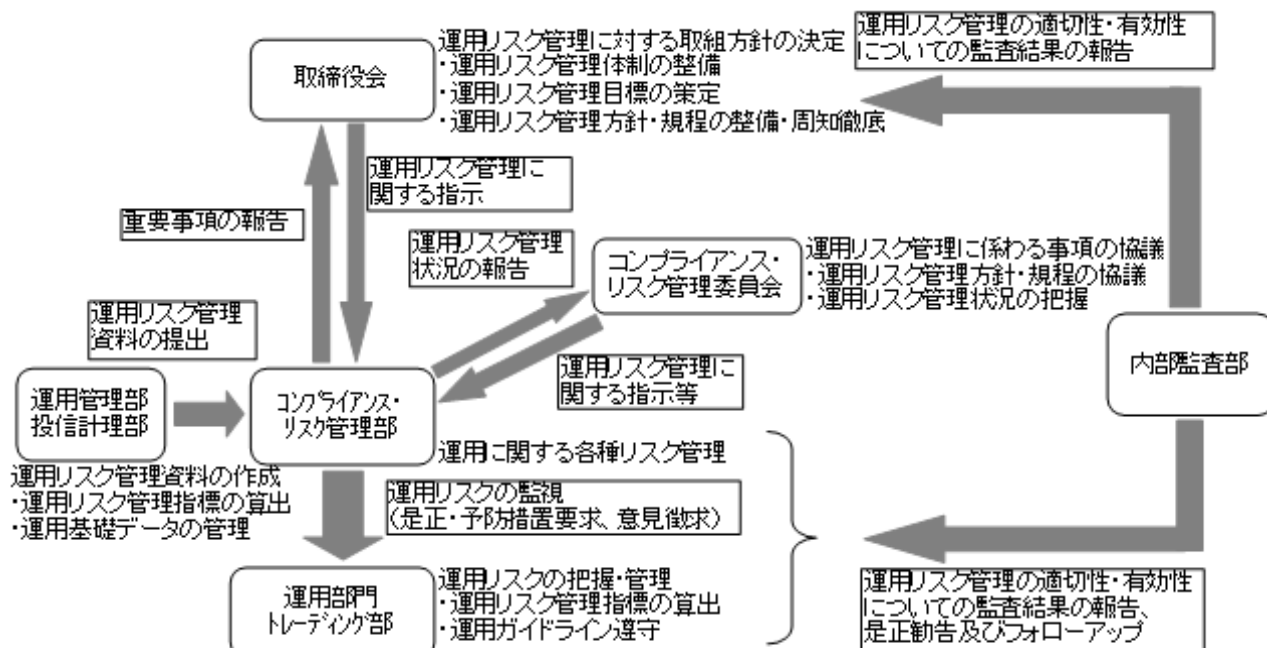 取締役会
運用リスク管理に対する取組方針の決定
・運用リスク管理体制の整備
・運用リスク管理目標の策定
・運用リスク管理方針・規程の整備・周知徹底
運用リスク管理の適切性・有効性
についての監査結果の報告
運用リスク管理に
関する指示
重要事項の報告
運用リスク管理
状況の報告
コンプライアンス・
リスク管理委員会
運用リスク管理に係わる事項の協議
・運用リスク管理方針・規程の協議
・運用リスク管理状況の把握
運用リスク管理
資料の提出
内部監査部
運用管理部
投信計理部
コンプライアンス・
リスク管理部
運用リスク管理に
関する指示等
運用に関する各種リスク管理
運用リスク管理資料の作成
・運用リスク管理指標の算出
・運用基礎データの管理
運用リスクの監視
(是正・予防措置要求、意見徴求)
運用部門
トレーディング部
運用リスクの把握・管理
・運用リスク管理指標の算出
・運用ガイドライン遵守
運用リスク管理の適切性・有効性
についての監査結果の報告、
是正勧告及びフォローアップ